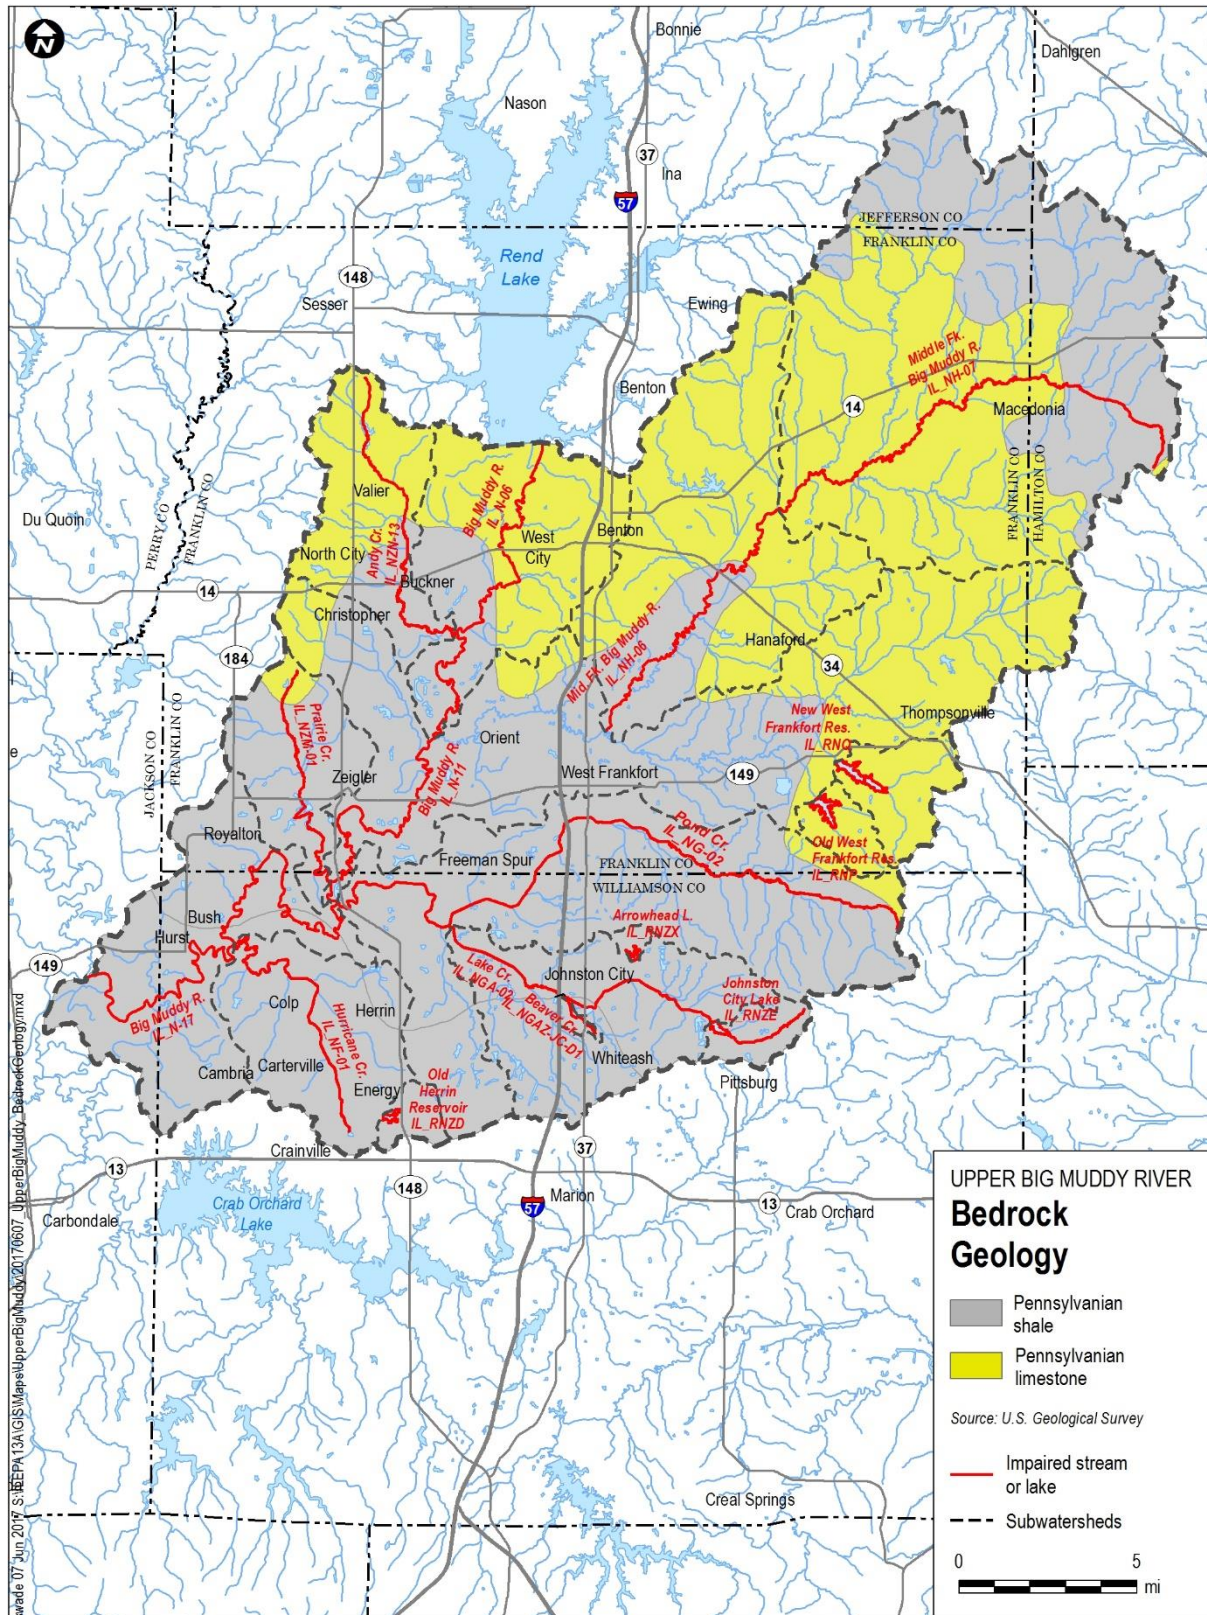 N
Bonnie
Dahlgren
Nason
37
Ina
57
JEFFERSON CO
FRANKLIN CO
Rend
Lake
148
Sesser
Ewing
Middle Fk.
Big Muddy R.
IL_NH-07
Benton
14
Macedonia
Valier
Big Muddy R.
IL_N-06
FRANKLIN CO
HAMILTON CO
Du Quoin
PERRY CO
FRANKLIN CO
North City
Andy Cr.
IL_NZN-13
West
City
Benton
Buckner
14
Christopher
Mid. Fk. Big Muddy R.
IL_NH-06
Hanaford
184
34
Prairie Cr.
IL_NZM-01
New West
Frankfort Res.
IL_RNQ
Thompsonville
JACKSON CO
FRANKLIN CO
Orient
Big Muddy R.
IL_N-11
e
Zeigler
West Frankfort
149
Royalton
Pond Cr.
IL_NG-02
Old West
Frankfort Res.
IL_RNP
Freeman Spur
FRANKLIN CO
WILLIAMSON CO
Bush
Hurst
Arrowhead L.
IL_RNZX
149
Lake Cr.
IL_NGA-02
Johnston City
Beaver Cr.
IL_NGAZ-JC-D1
Johnston
City Lake
IL_RNZE
Big Muddy R.
IL_N-17
Colp
Hurricane Cr.
IL_NF-01
Herrin
Whiteash
Cambria
Carterville
Energy
Old
Herrin
Reservoir
IL_RNZD
Pittsburg
Crainville
37
13
148
57
Marion
13
Crab Orchard
Carbondale
Crab Orchard
Lake
Creal Springs
UPPER BIG MUDDY RIVER
Bedrock
Geology
Pennsylvanian
shale
Pennsylvanian
limestone
Source: U.S. Geological Survey
Impaired stream
or lake
Subwatersheds
0 5
mi
07 Jun 2017